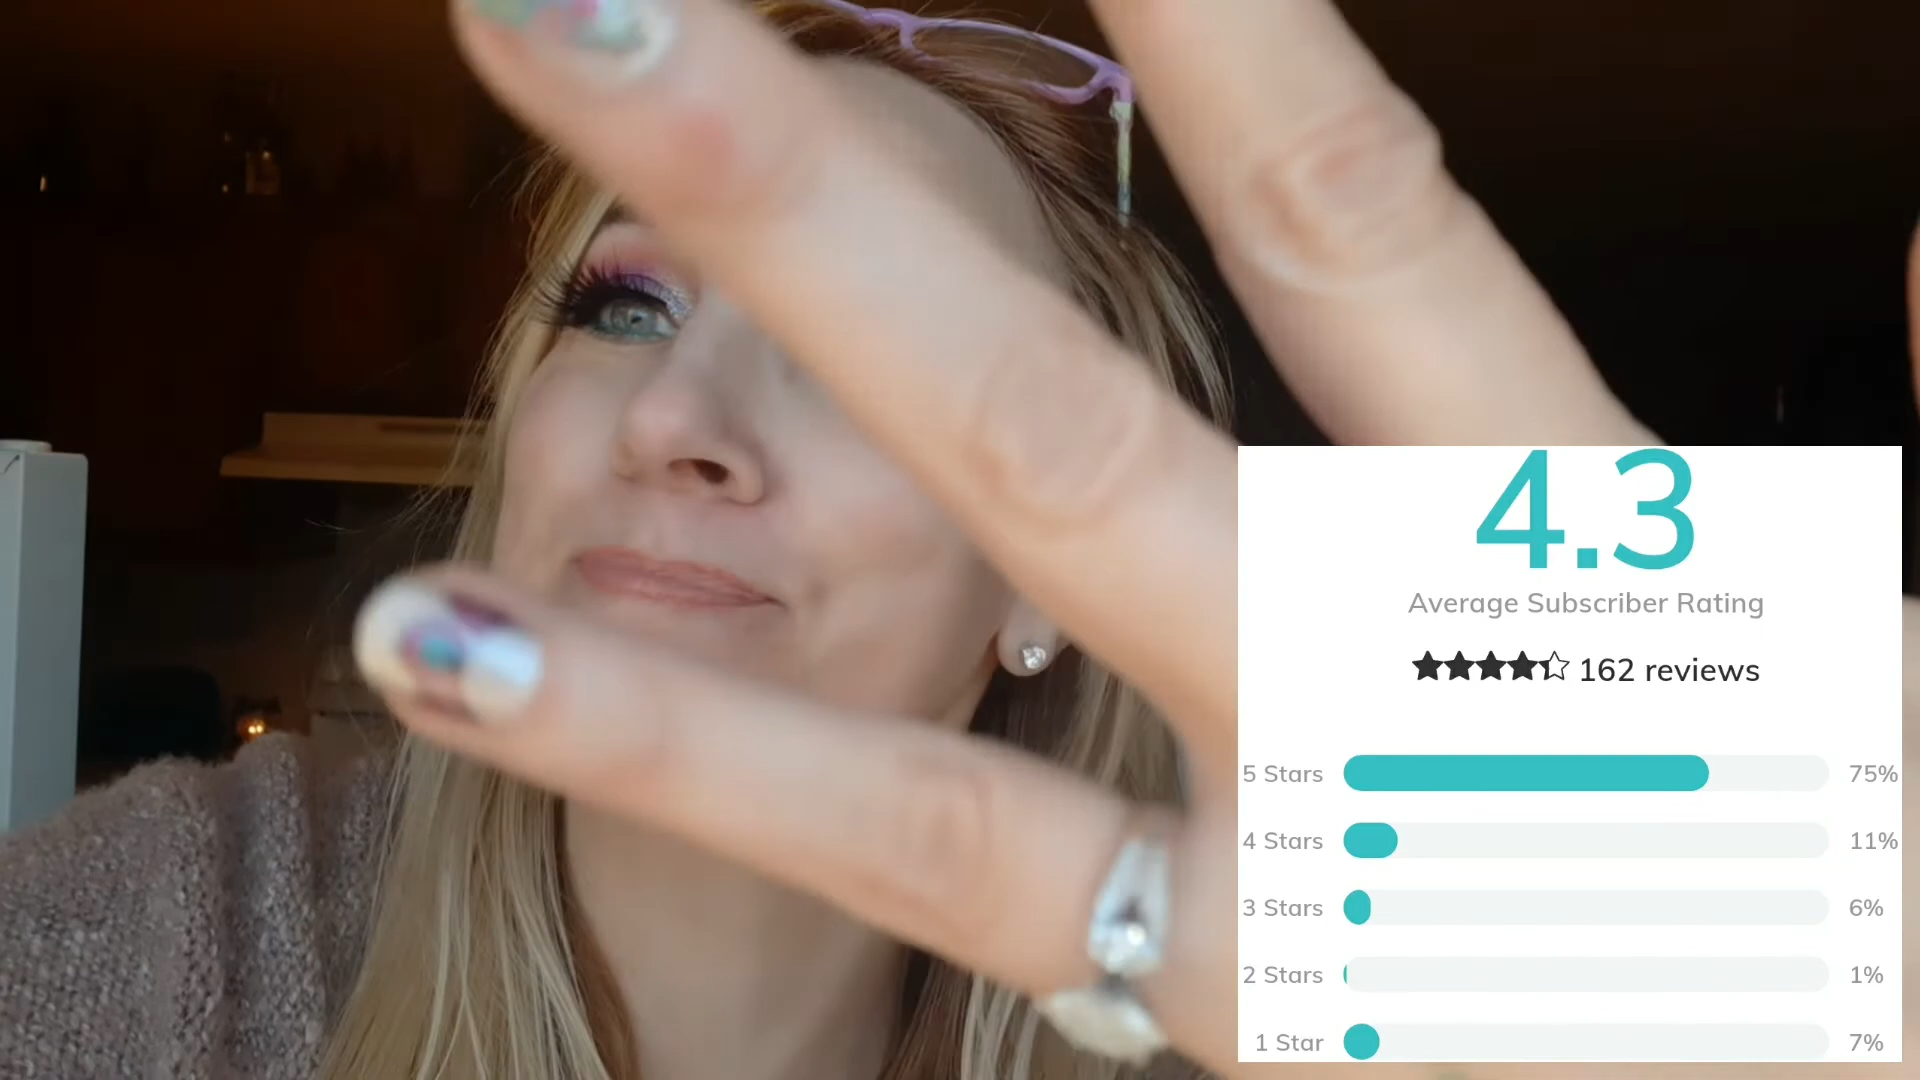 4.3
Average Subscriber Rating
162 reviews
5 Stars 75%
4 Stars 11%
3 Stars 6%
2 Stars 1%
1 Star 7%